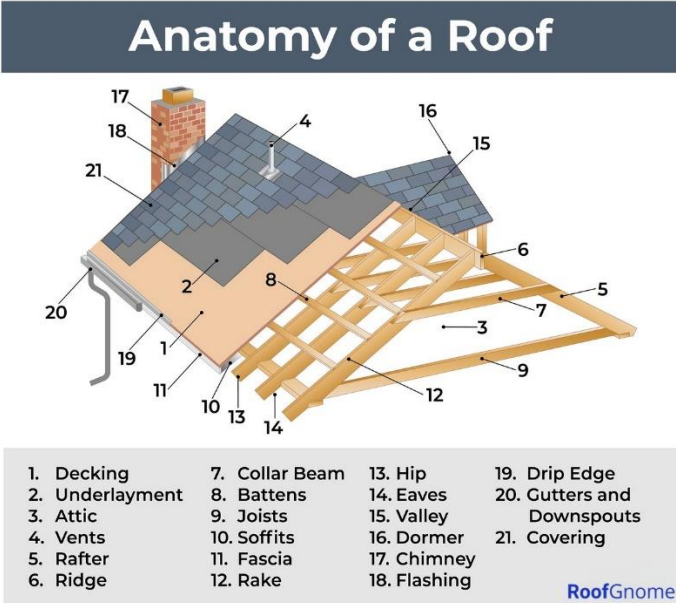 Anatomy of a Roof
17
4
16
18
15
21
6
2
8
5
7
20
3
1
19
9
11
10
12
13
14
1. Decking
2. Underlayment
3. Attic
4. Vents
5. Rafter
6. Ridge
7. Collar Beam
8. Battens
9. Joists
10. Soffits
11. Fascia
12. Rake
13. Hip
14. Eaves
15. Valley
16. Dormer
17. Chimney
18. Flashing
19. Drip Edge
20. Gutters and
Downspouts
21. Covering
RoofGnome